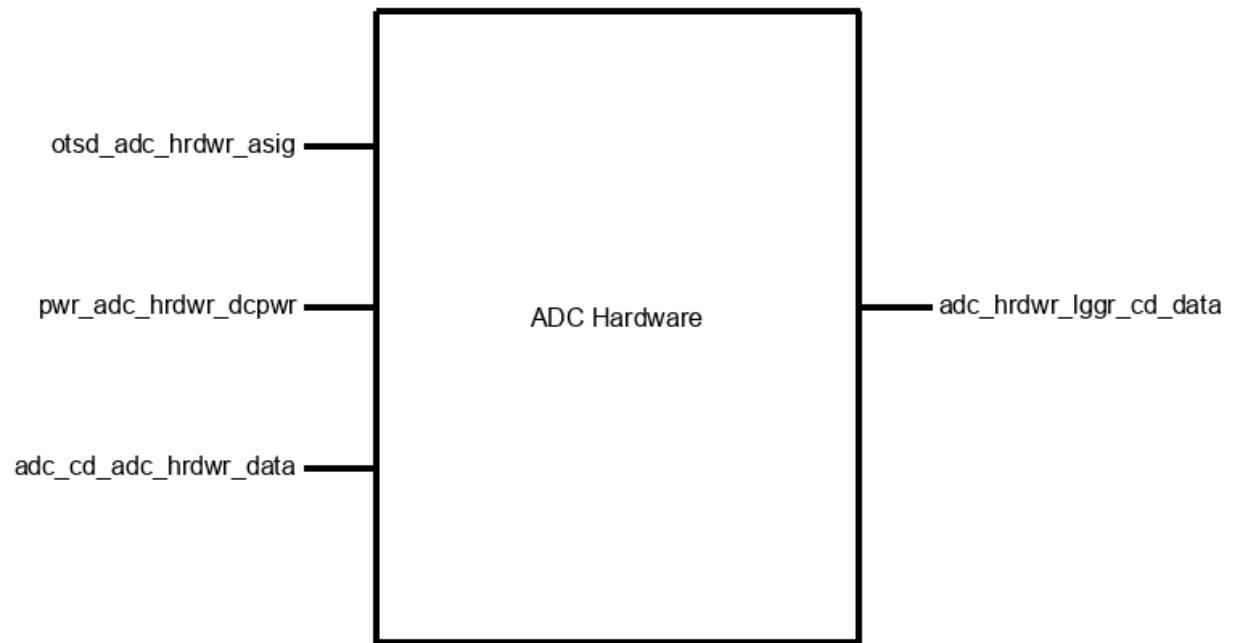 otsd_adc_hrdwr_asig
pwr_adc_hrdwr_dcpwr
ADC Hardware
adc_hrdwr_lggr_cd_data
adc_cd_adc_hrdwr_data